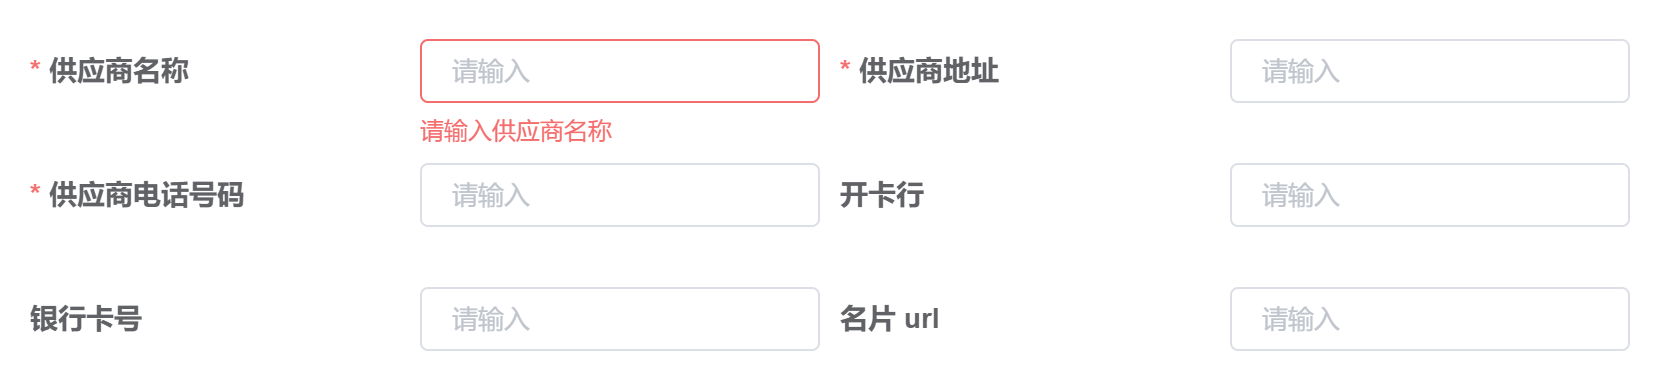 * 供应商名称 请输入 * 供应商地址 请输入
请输入供应商名称
* 供应商电话号码 请输入 开卡行 请输入
银行卡号 请输入 名片 url 请输入